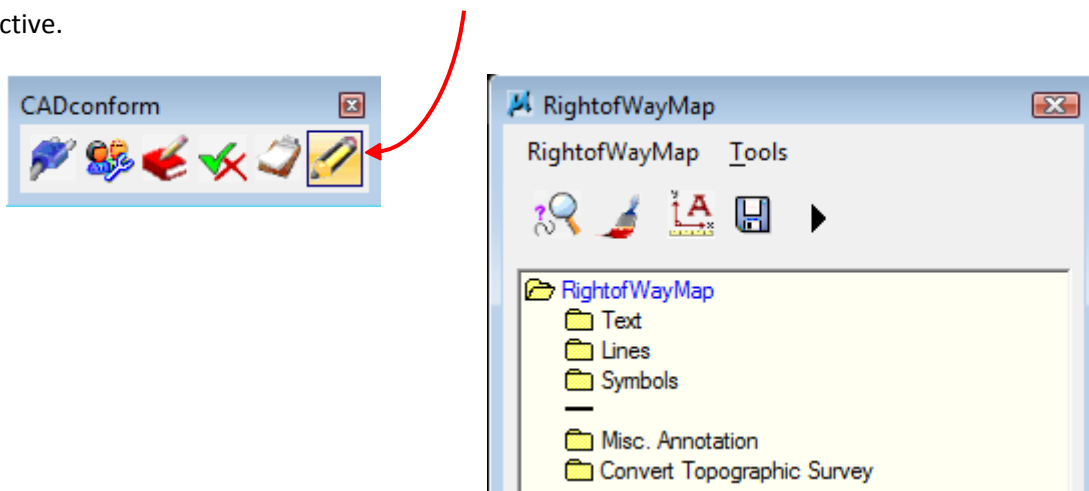 ctive.
CADconform
RightofWayMap
RightofWayMap Tools
RightofWayMap
Text
Lines
Symbols
Misc. Annotation
Convert Topographic Survey